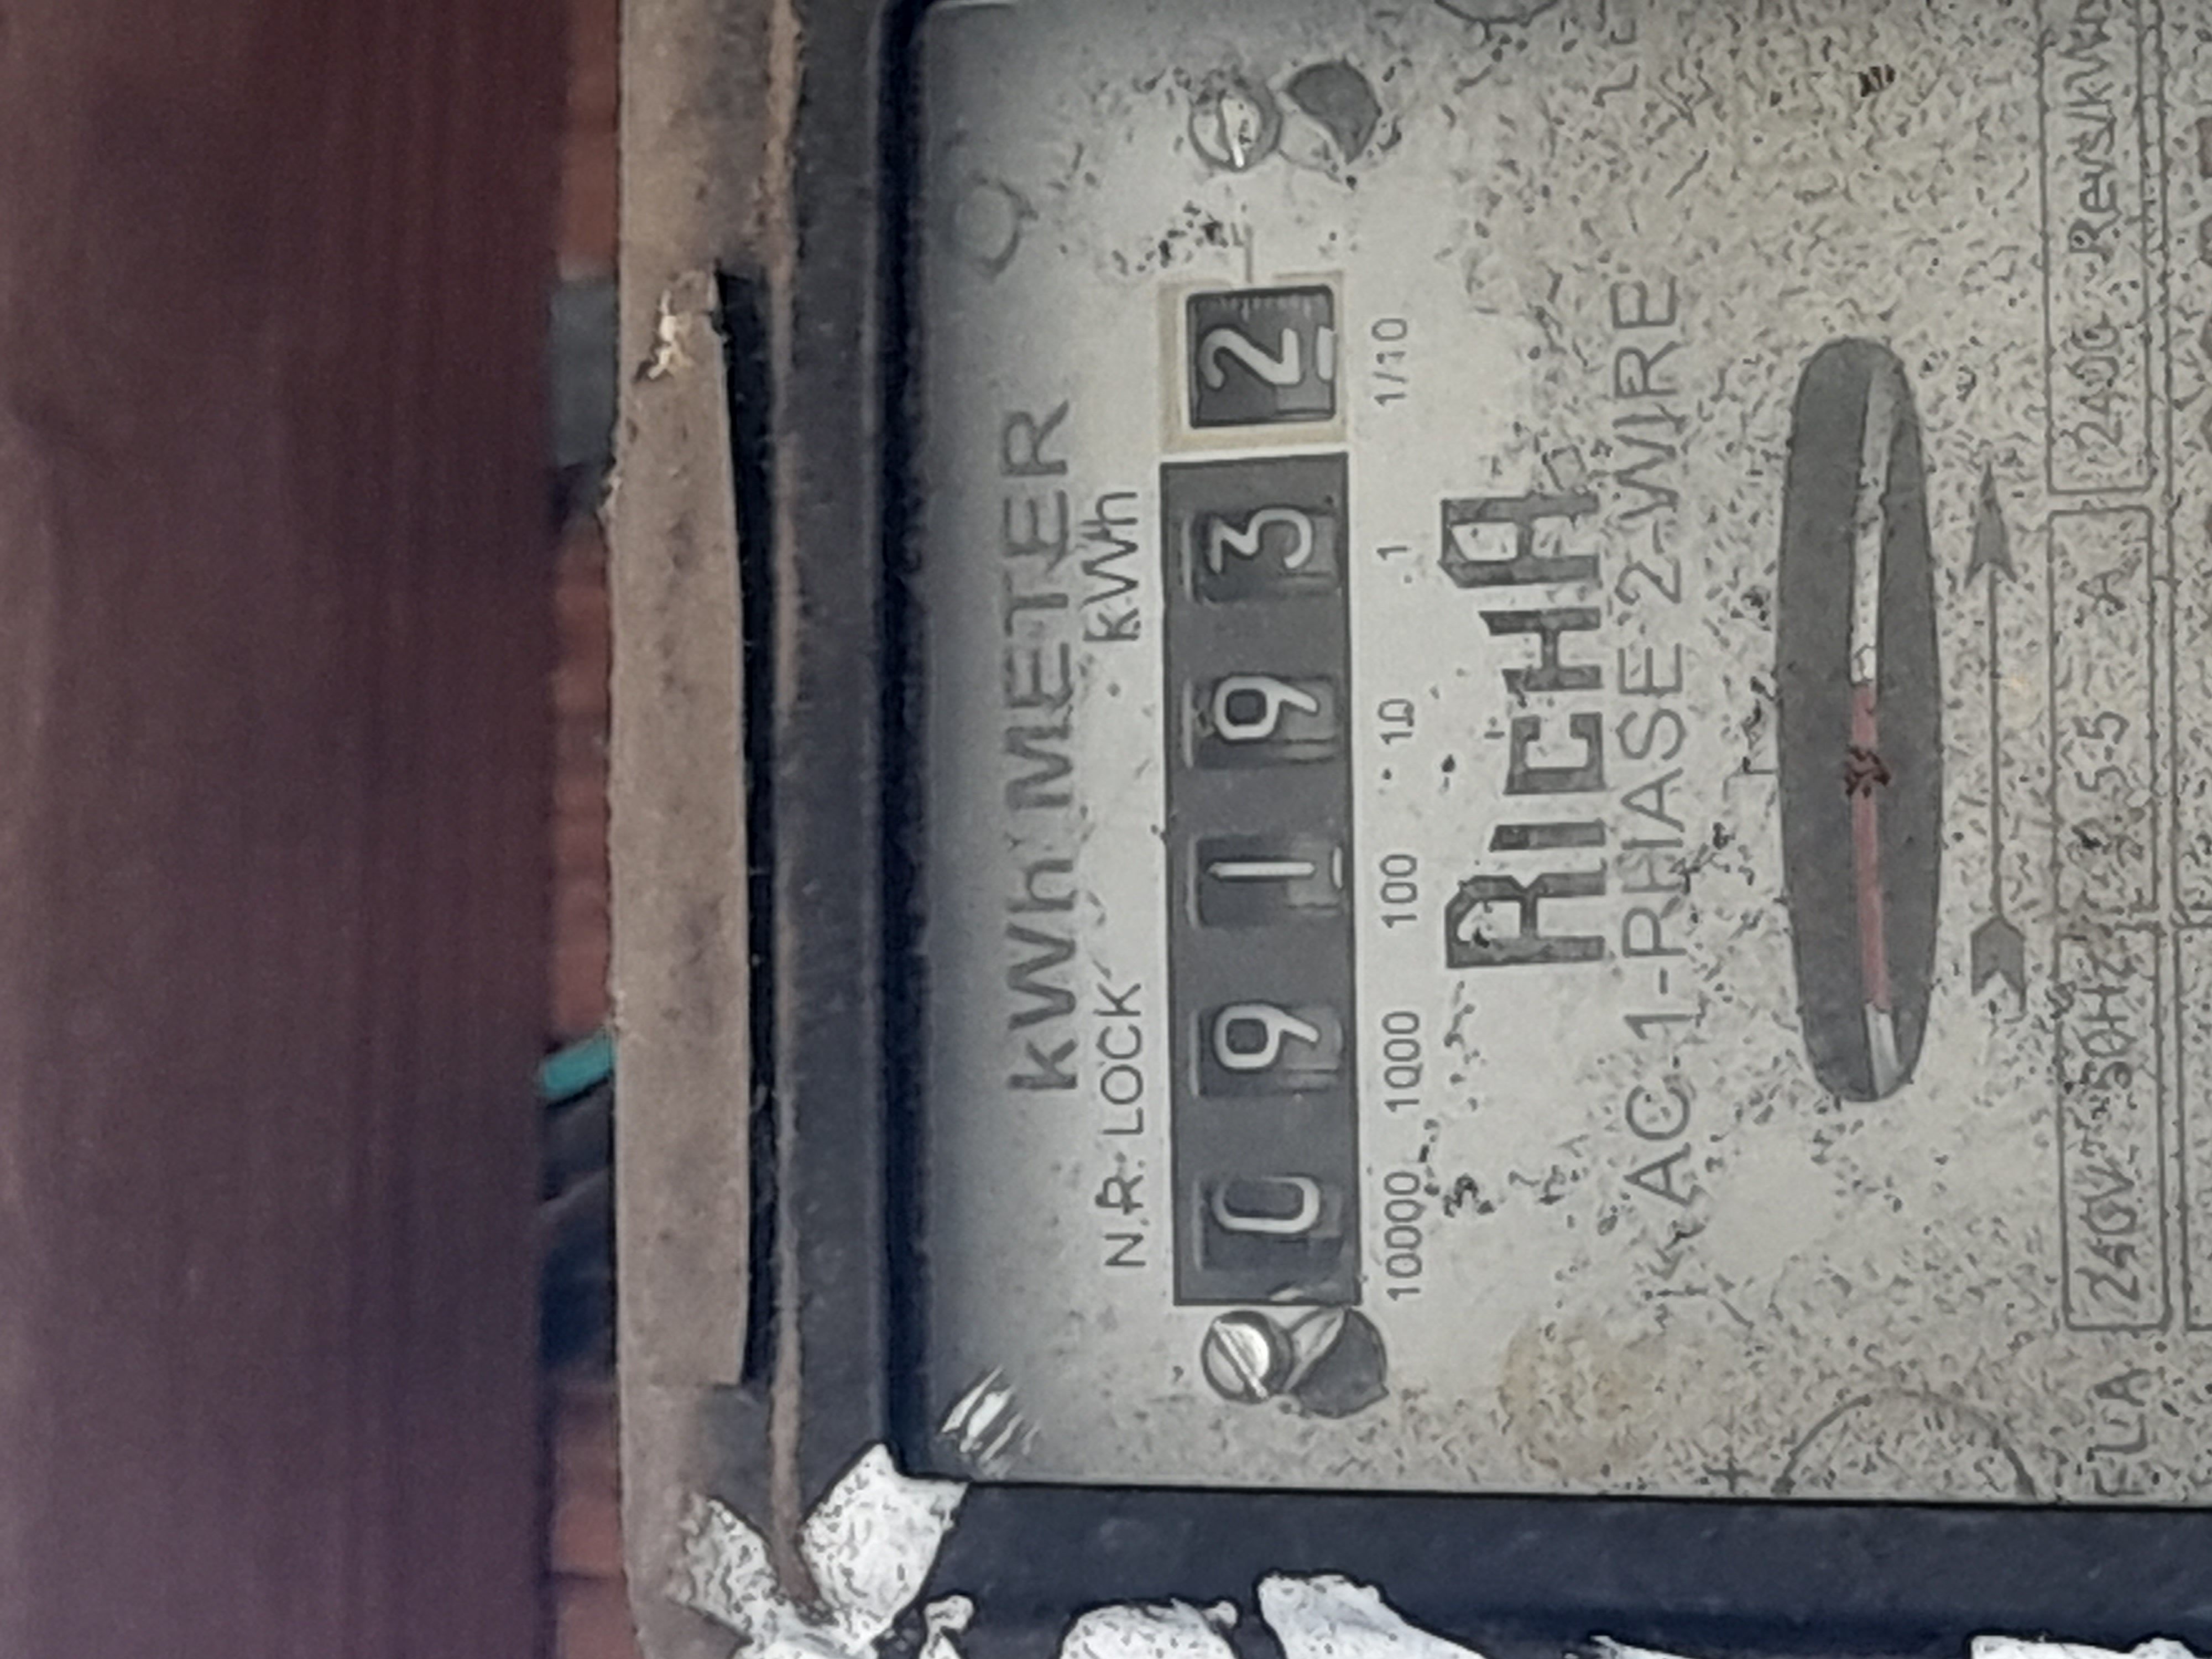 kWh METER
N.R. LOCK kWh
0 9 1 9 3 2
10000 1000 100 10 1 1/10
RICHA
AC 1-PHASE 2-WIRE
240V 50HZ A 2400 Revs/kWh